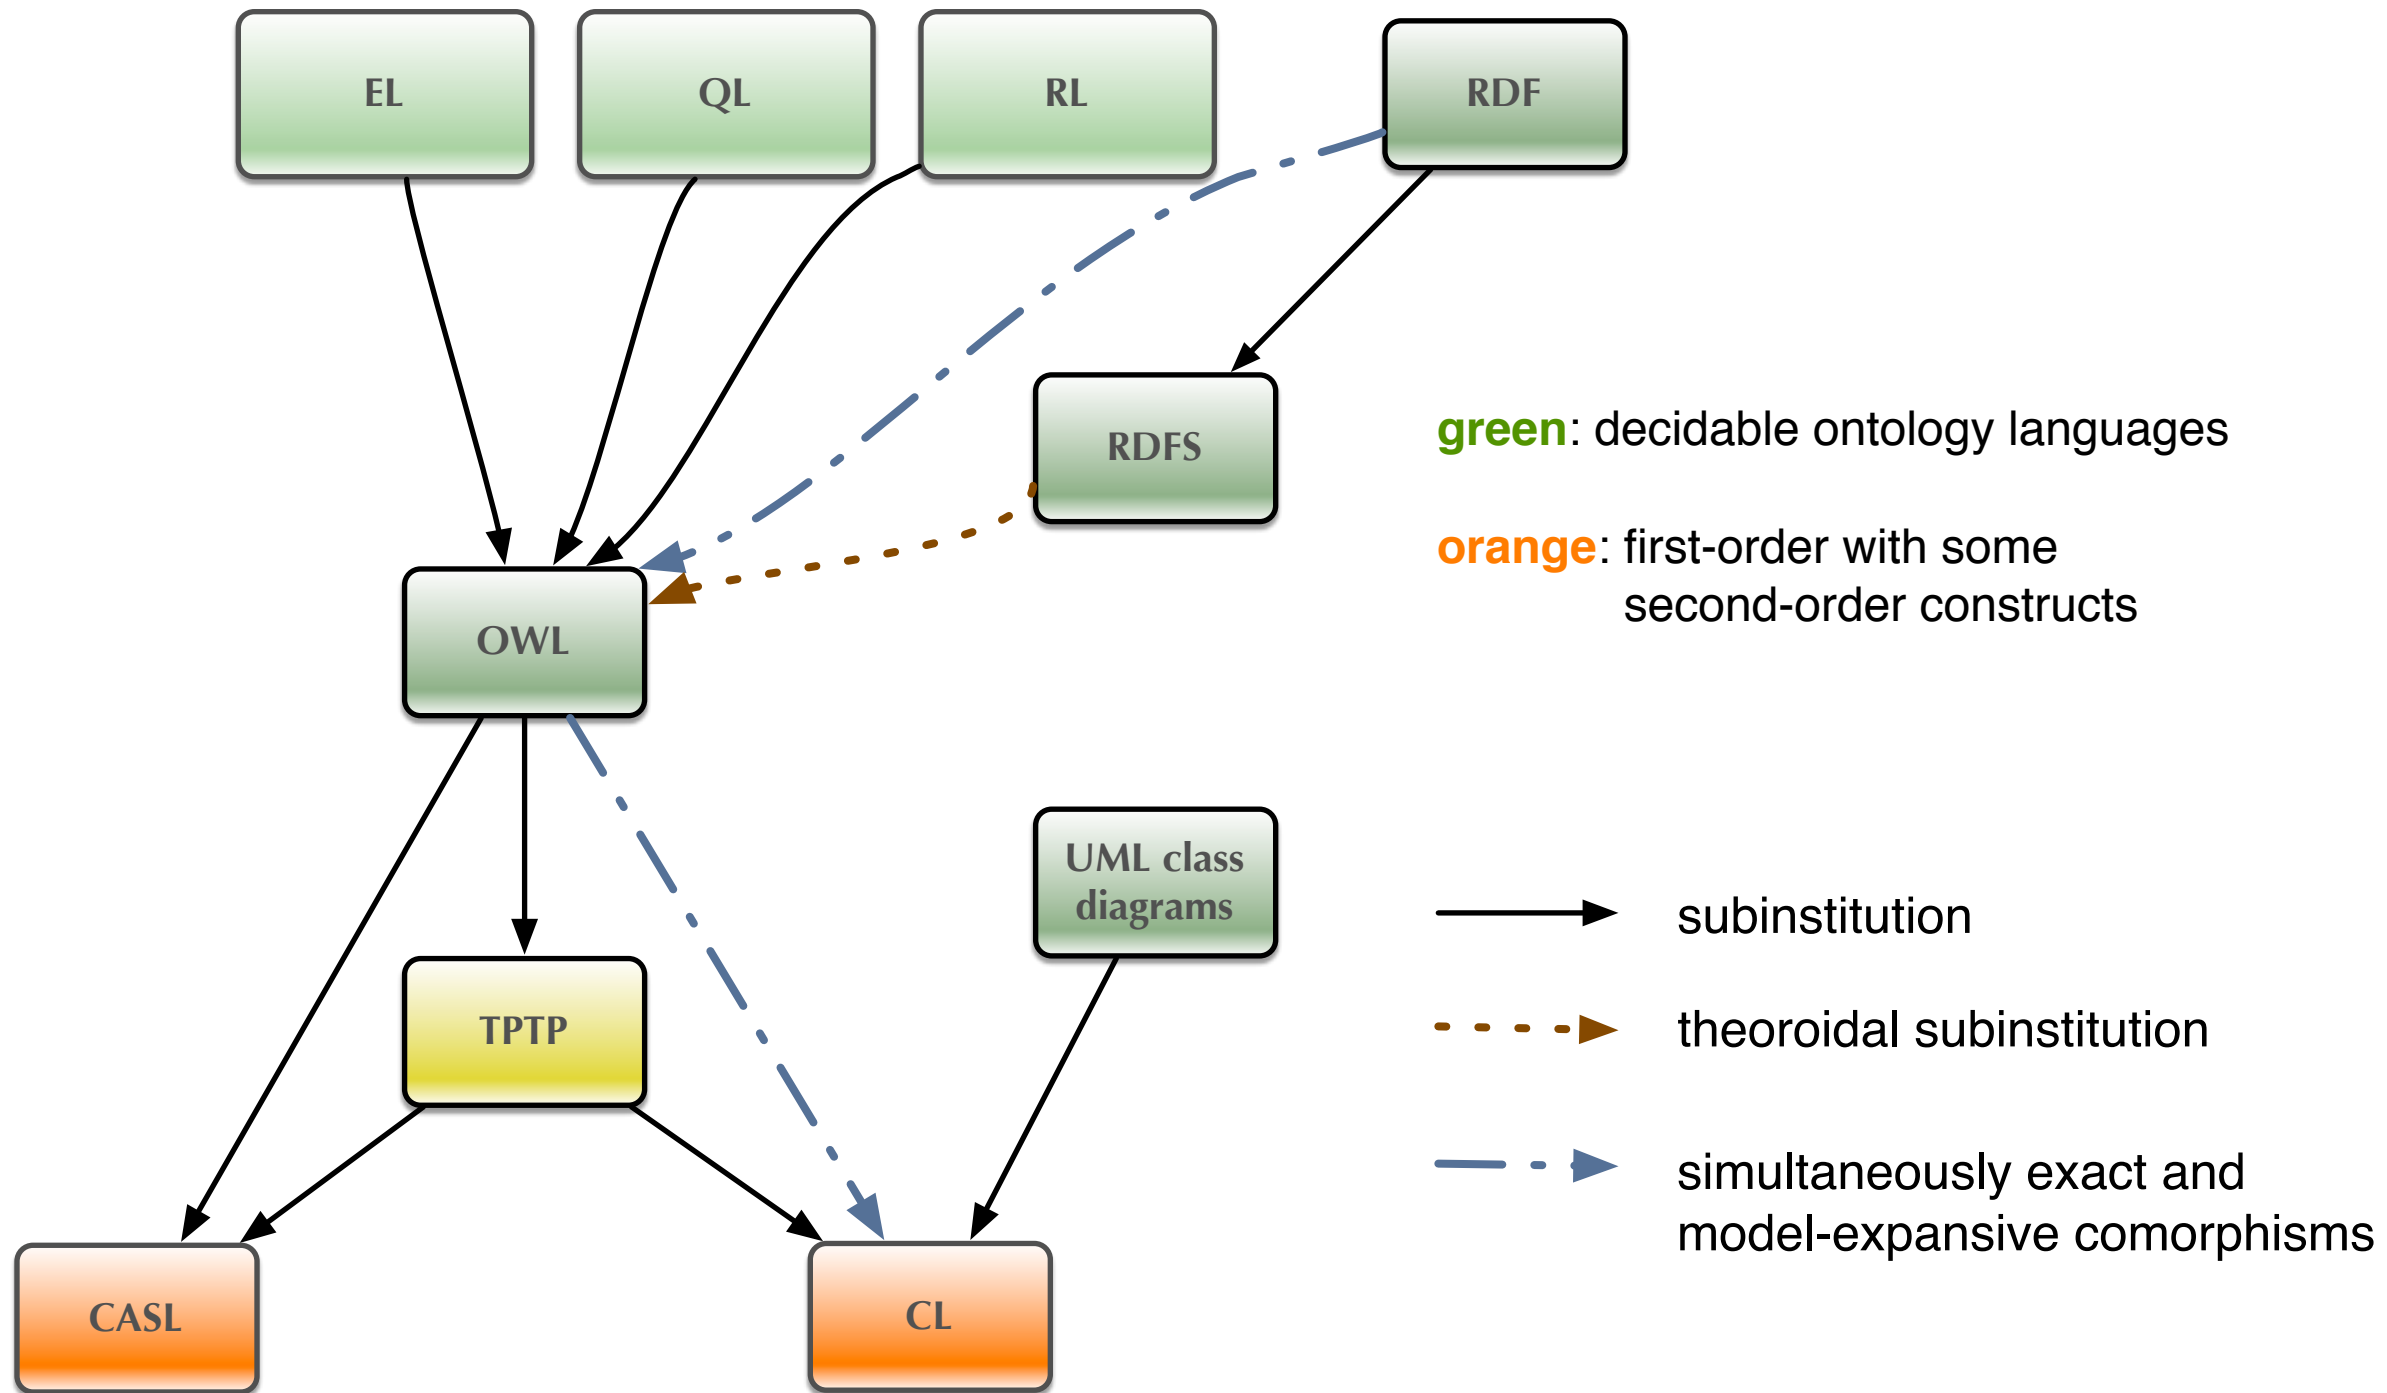 EL
QL
RL
RDF
RDFS
green: decidable ontology languages
orange: first-order with some
second-order constructs
OWL
UML class
diagrams
subinstitution
TPTP
theoroidal subinstitution
simultaneously exact and
model-expansive comorphisms
CASL
CL